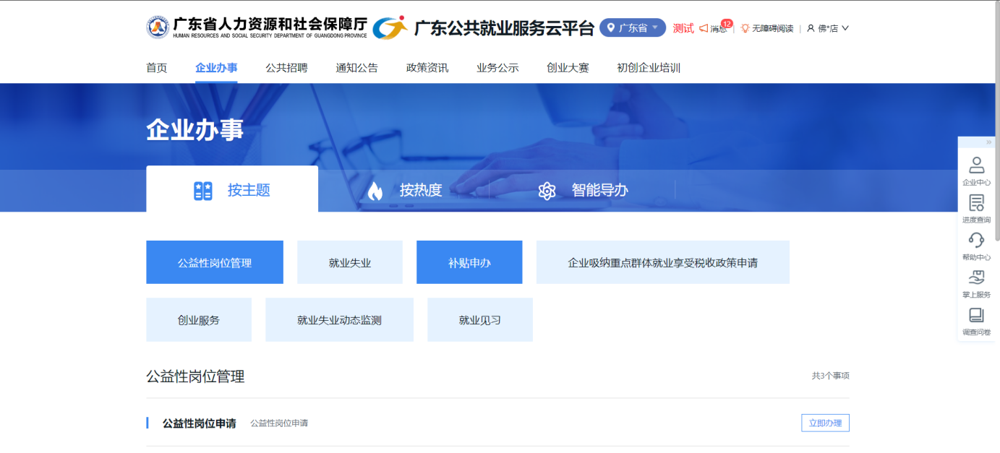 广东省人力资源和社会保障厅
HUMAN RESOURCES AND SOCIAL SECURITY DEPARTMENT OF GUANGDONG PROVINCE
广东公共就业服务云平台
广东省
测试 消息 12 | 无障碍阅读 | 佛*店
首页 企业办事 公共招聘 通知公告 政策资讯 业务公示 创业大赛 初创企业培训
企业办事
按主题 按热度 智能导办
公益性岗位管理 就业失业 补贴申办 企业吸纳重点群体就业享受税收政策申请
创业服务 就业失业动态监测 就业见习
公益性岗位管理 共3个事项
公益性岗位申请 公益性岗位申请 立即办理
企业中心
进度查询
帮助中心
掌上服务
调查问卷